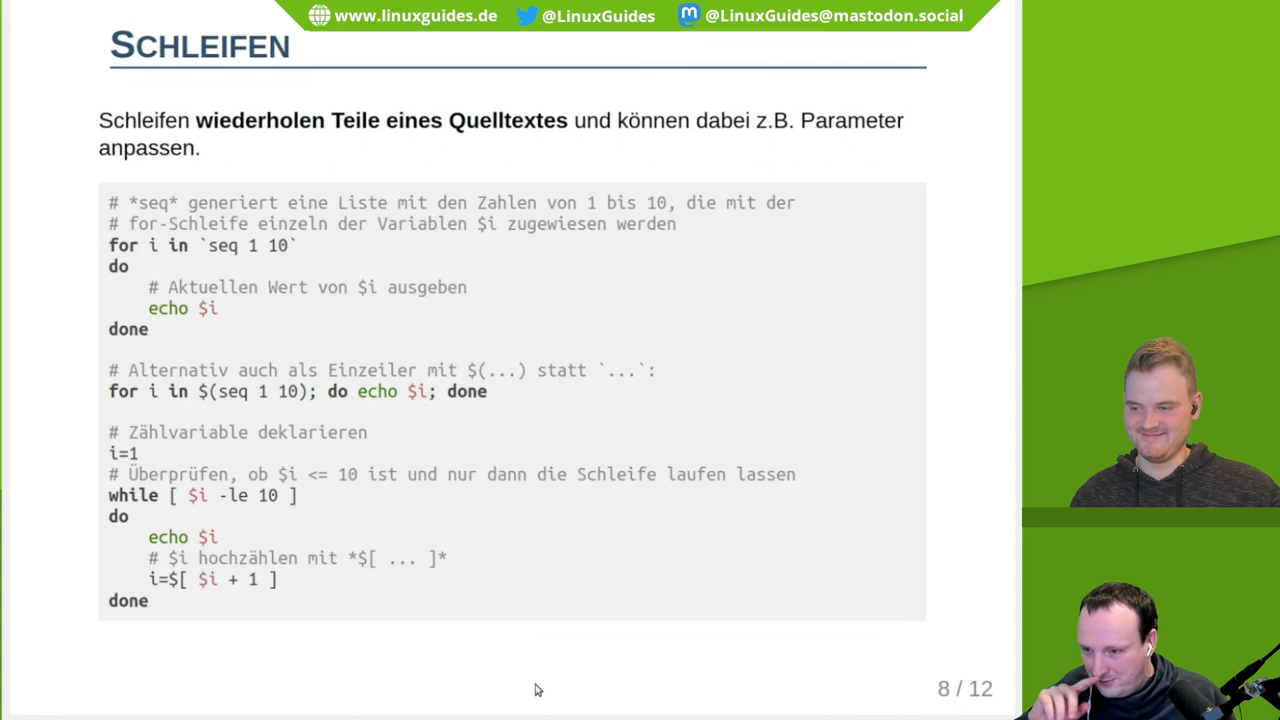 www.linuxguides.de @LinuxGuides @LinuxGuides@mastodon.social
SCHLEIFEN
Schleifen wiederholen Teile eines Quelltextes und können dabei z.B. Parameter
anpassen.
# *seq* generiert eine Liste mit den Zahlen von 1 bis 10, die mit der
# for-Schleife einzeln der Variablen $i zugewiesen werden
for i in `seq 1 10`
do
    # Aktuellen Wert von $i ausgeben
    echo $i
done
# Alternativ auch als Einzeiler mit $(...) statt `...`:
for i in $(seq 1 10); do echo $i; done
# Zählvariable deklarieren
i=1
# Überprüfen, ob $i <= 10 ist und nur dann die Schleife laufen lassen
while [ $i -le 10 ]
do
    echo $i
    # $i hochzählen mit *$[ ... ]*
    i=$[ $i + 1 ]
done
8 / 12